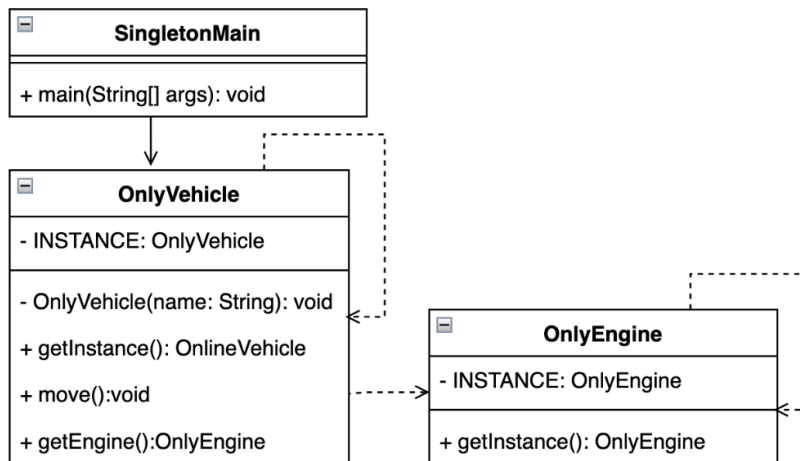 SingletonMain
+ main(String[] args): void
OnlyVehicle
- INSTANCE: OnlyVehicle
- OnlyVehicle(name: String): void
+ getInstance(): OnlineVehicle
+ move():void
+ getEngine():OnlyEngine
OnlyEngine
- INSTANCE: OnlyEngine
+ getInstance(): OnlyEngine